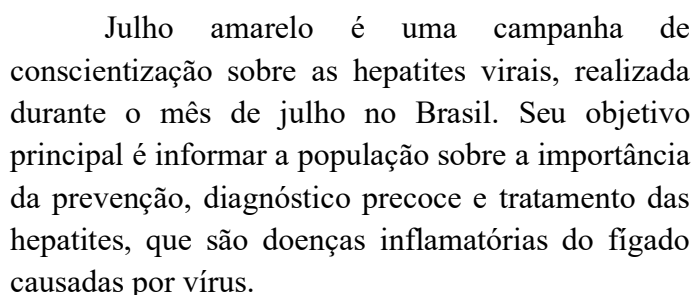 Julho amarelo é uma campanha de
conscientização sobre as hepatites virais, realizada
durante o mês de julho no Brasil. Seu objetivo
principal é informar a população sobre a importância
da prevenção, diagnóstico precoce e tratamento das
hepatites, que são doenças inflamatórias do fígado
causadas por vírus.